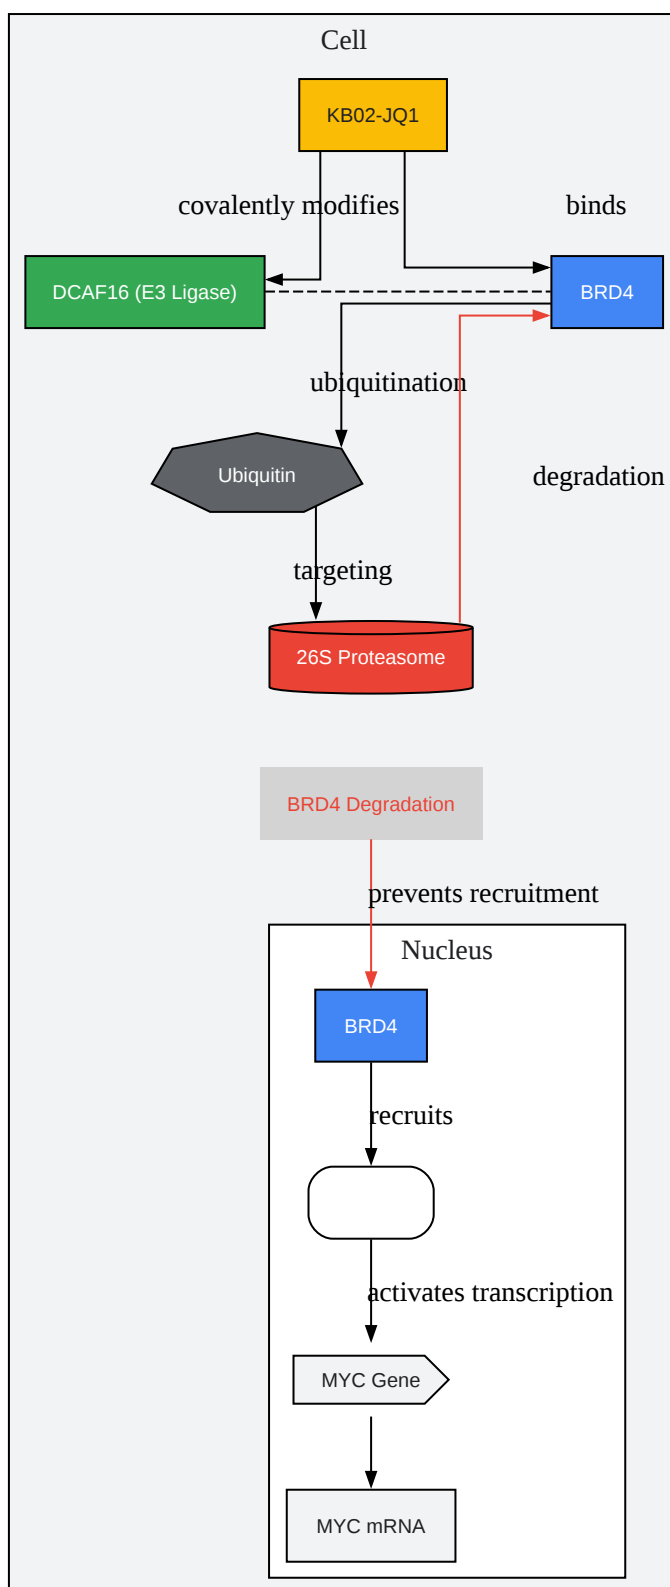 Cell
KB02-JQ1
covalently modifies
binds
DCAF16 (E3 Ligase)
BRD4
ubiquitination
Ubiquitin
degradation
targeting
26S Proteasome
BRD4 Degradation
prevents recruitment
Nucleus
BRD4
recruits
activates transcription
MYC Gene
MYC mRNA